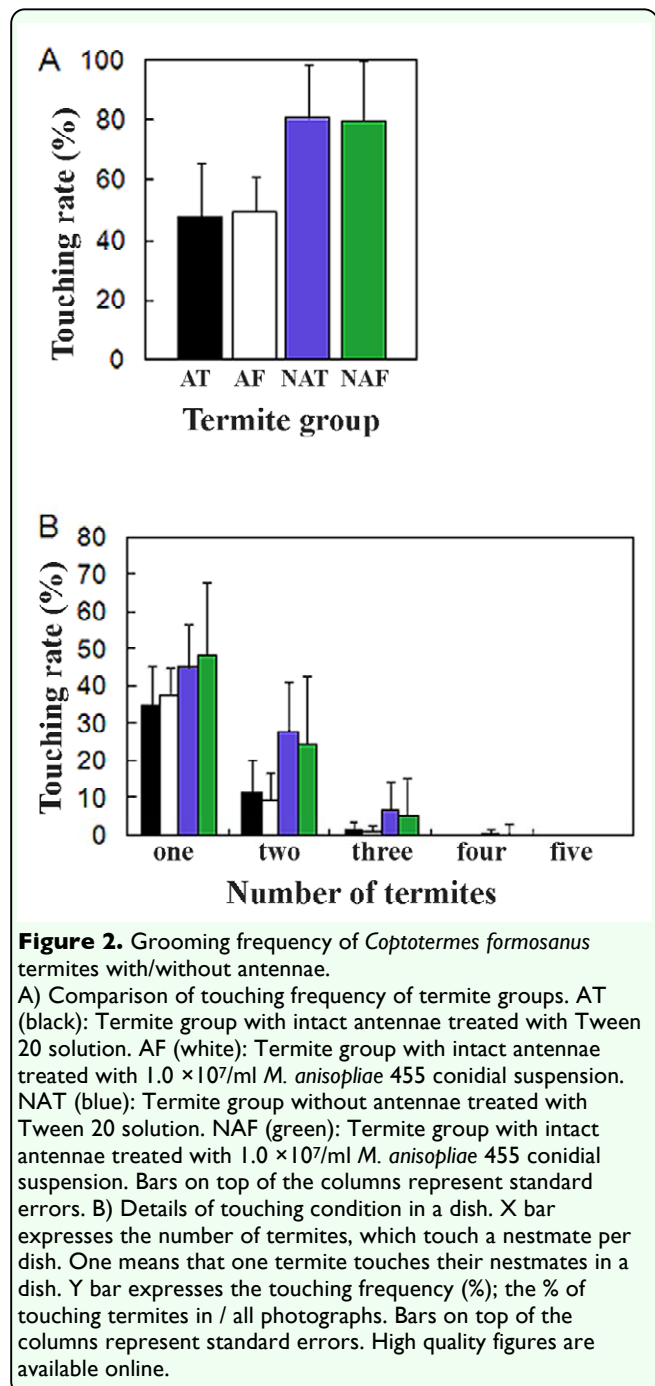 A
100
80
60
40
20
0
Touching rate (%)
AT AF NAT NAF
Termite group
B
80
70
60
50
40
30
20
10
0
Touching rate (%)
one two three four five
Number of termites
Figure 2. Grooming frequency of Coptotermes formosanus
termites with/without antennae.
A) Comparison of touching frequency of termite groups. AT
(black): Termite group with intact antennae treated with Tween
20 solution. AF (white): Termite group with intact antennae
treated with 1.0 ×10⁷/ml M. anisopliae 455 conidial suspension.
NAT (blue): Termite group without antennae treated with
Tween 20 solution. NAF (green): Termite group with intact
antennae treated with 1.0 ×10⁷/ml M. anisopliae 455 conidial
suspension. Bars on top of the columns represent standard
errors. B) Details of touching condition in a dish. X bar
expresses the number of termites, which touch a nestmate per
dish. One means that one termite touches their nestmates in a
dish. Y bar expresses the touching frequency (%); the % of
touching termites in / all photographs. Bars on top of the
columns represent standard errors. High quality figures are
available online.